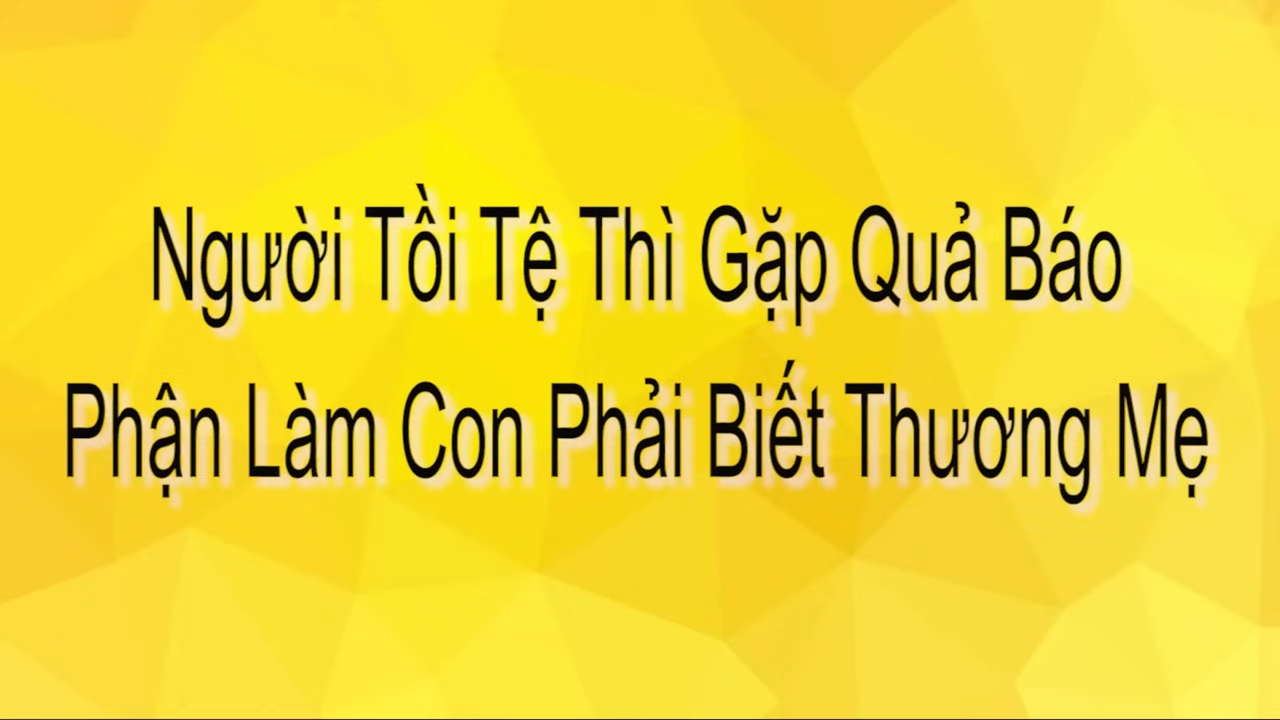 Người Tồi Tệ Thì Gặp Quả Báo
Phận Làm Con Phải Biết Thương Mẹ